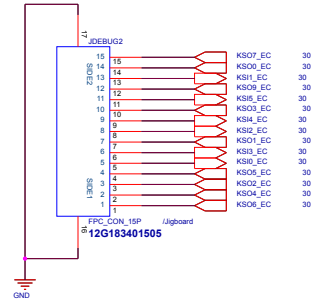 17
JDEBUG2
15 15 KSO7_EC 30
14 14 KSO0_EC 30
13 13 KSI1_EC 30
12 12 KSO9_EC 30
11 11 KSI5_EC 30
10 10 KSO3_EC 30
9 9 KSI4_EC 30
8 8 KSI2_EC 30
7 7 KSO1_EC 30
6 6 KSI3_EC 30
5 5 KSI0_EC 30
4 4 KSO5_EC 30
3 3 KSO2_EC 30
2 2 KSO4_EC 30
1 1 KSO6_EC 30
SIDE2
SIDE1
16
FPC_CON_15P /Jigboard
12G183401505
GND